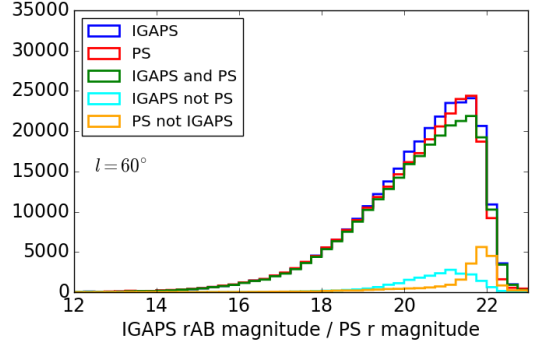 35000
30000
25000
20000
15000
10000
5000
0
IGAPS
PS
IGAPS and PS
IGAPS not PS
PS not IGAPS
l = 60°
12 14 16 18 20 22
IGAPS rAB magnitude / PS r magnitude